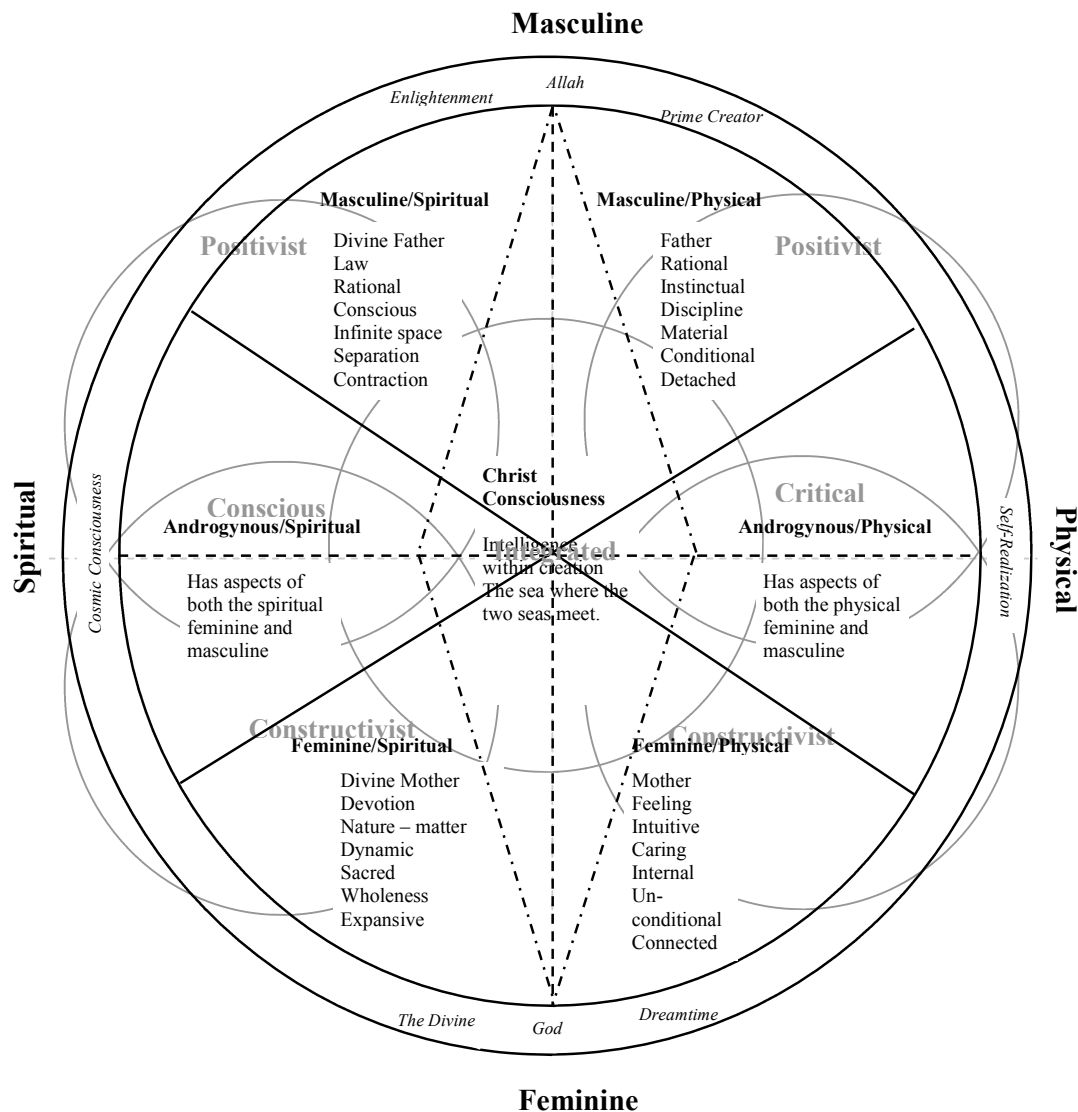 Masculine
Allah
Enlightenment
Prime Creator
Masculine/Spiritual
Positivist
Divine Father
Law
Rational
Conscious
Infinite space
Separation
Contraction
Masculine/Physical
Positivist
Father
Rational
Instinctual
Discipline
Material
Conditional
Detached
Spiritual
Cosmic Consciousness
Conscious
Androgynous/Spiritual
Has aspects of
both the spiritual
feminine and
masculine
Christ
Consciousness
Integrated
Intelligence
within creation
The sea where the
two seas meet.
Critical
Androgynous/Physical
Has aspects of
both the physical
feminine and
masculine
Self-Realization
Physical
Constructivist
Feminine/Spiritual
Divine Mother
Devotion
Nature – matter
Dynamic
Sacred
Wholeness
Expansive
Constructivist
Feminine/Physical
Mother
Feeling
Intuitive
Caring
Internal
Un-
conditional
Connected
The Divine
God
Dreamtime
Feminine